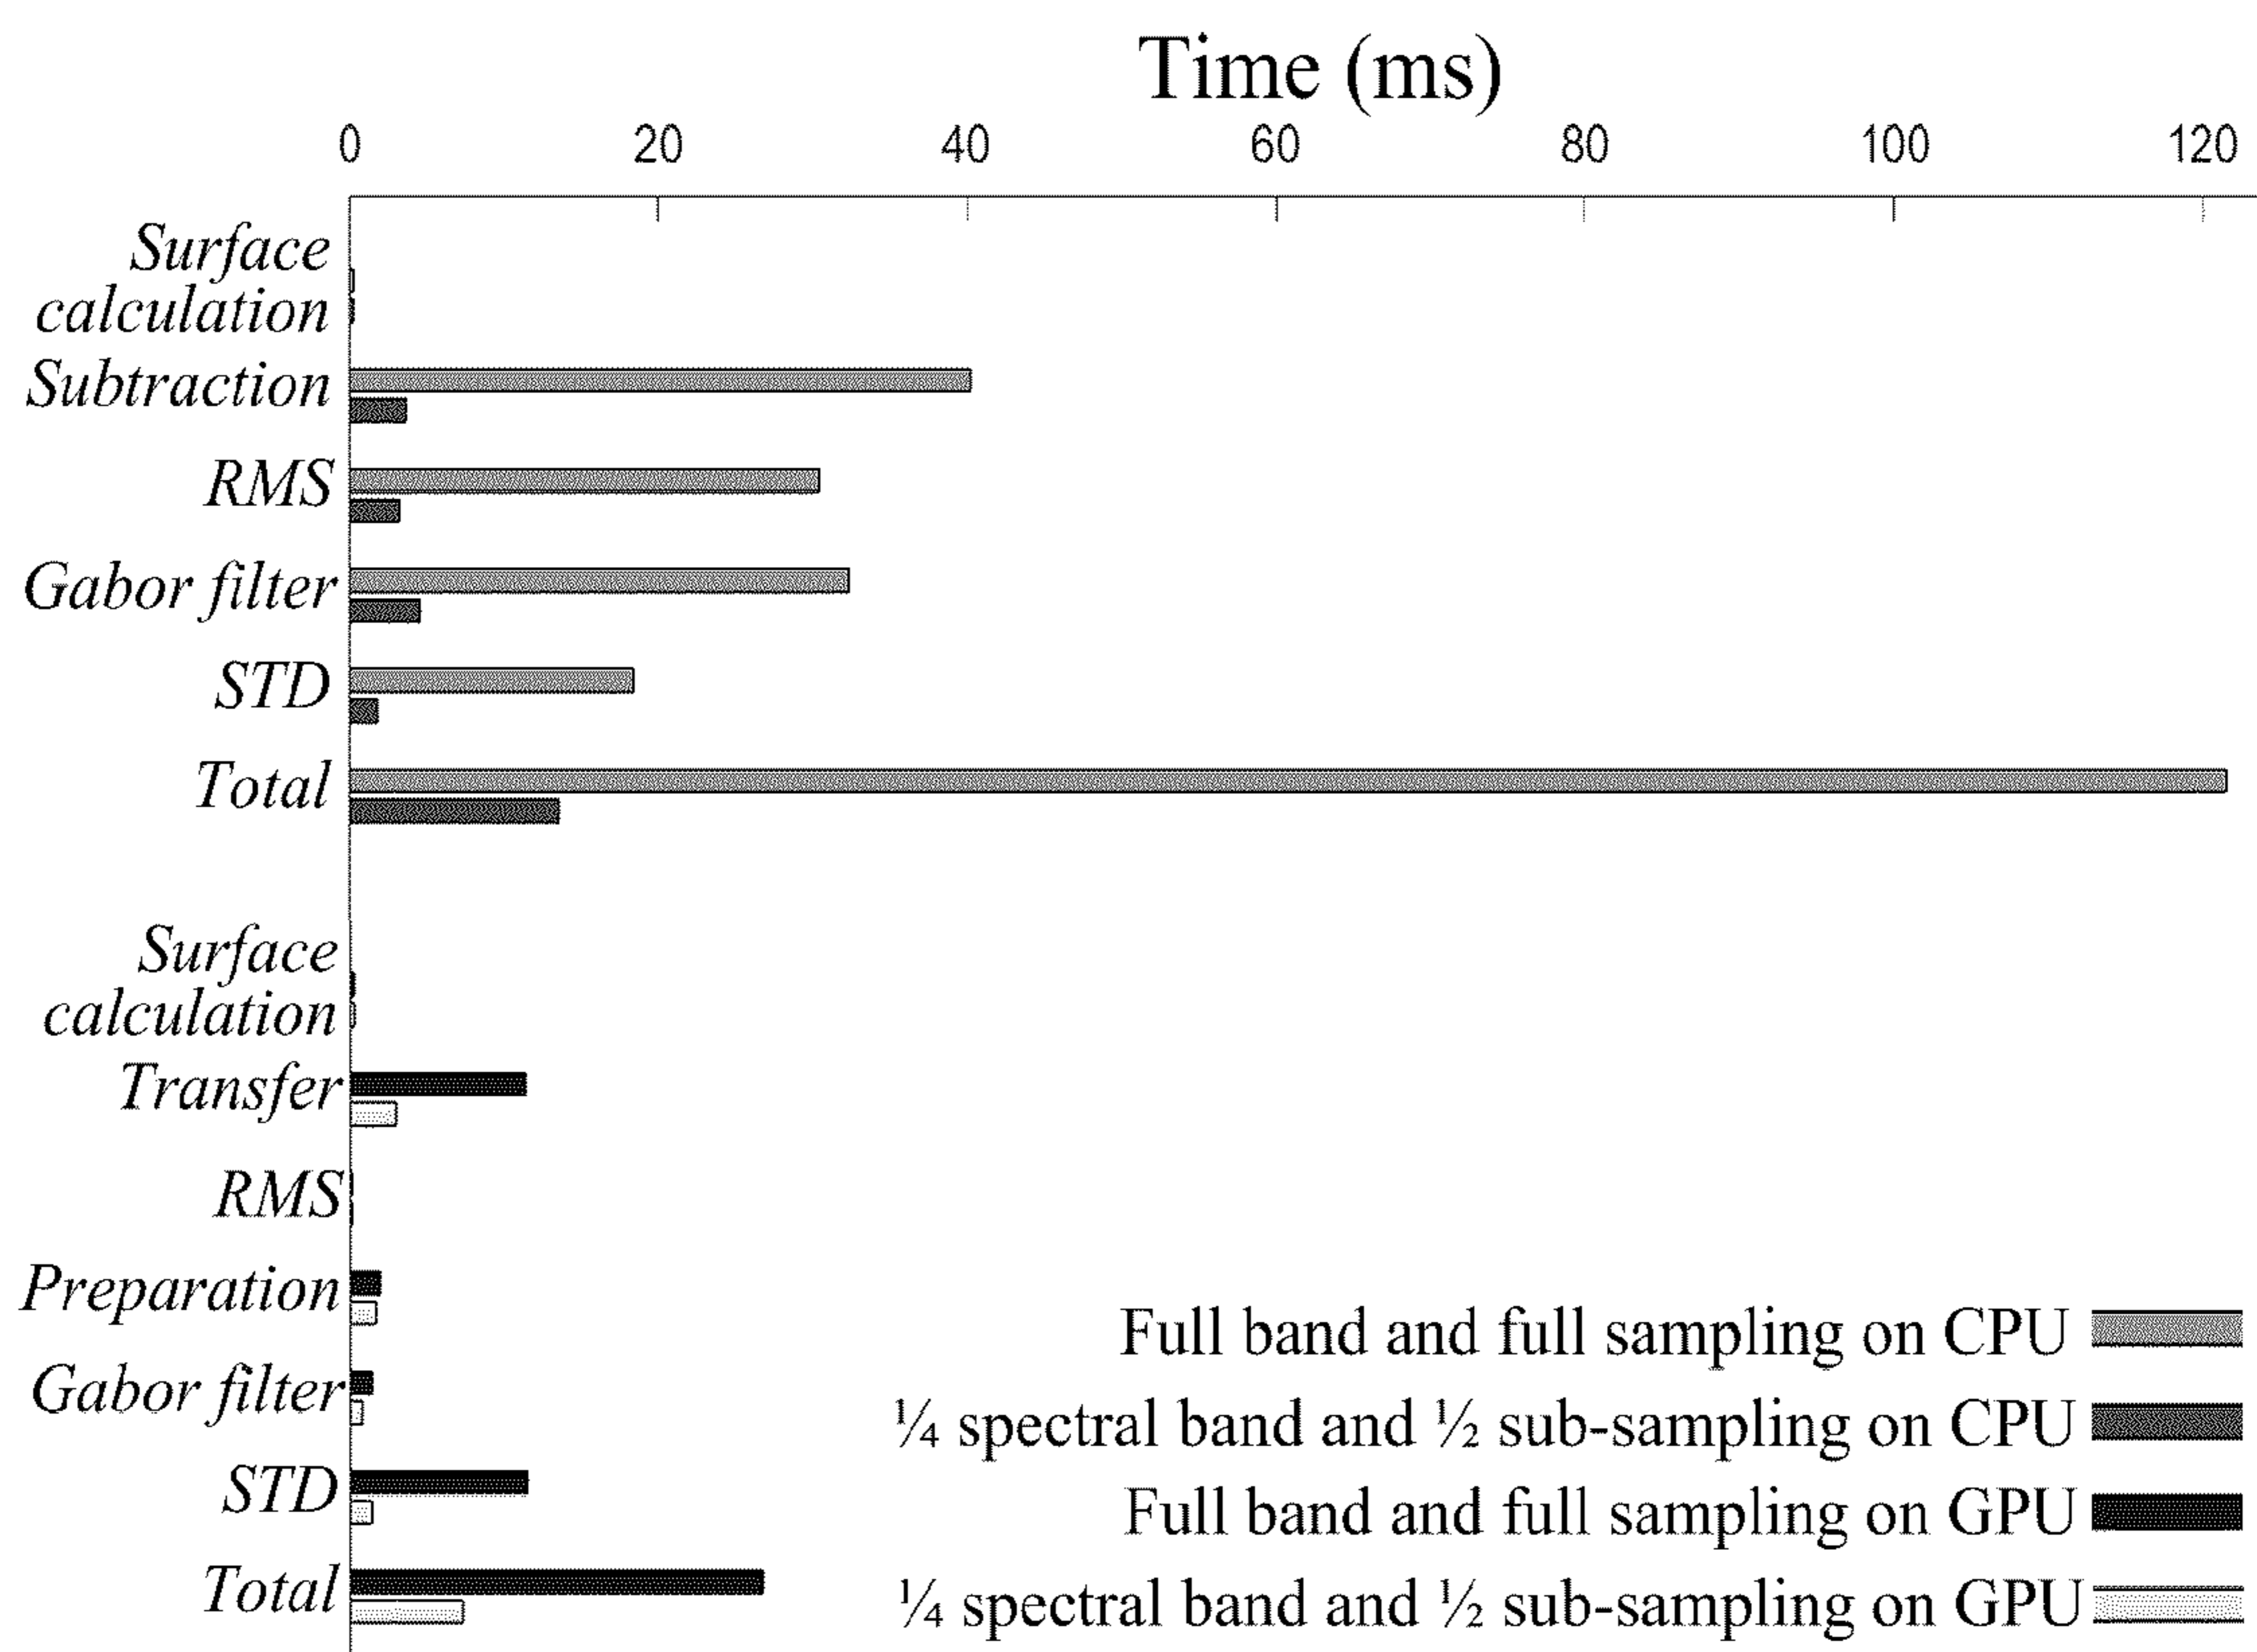 Time (ms)
0 20 40 60 80 100 120
Surface
calculation
Subtraction
RMS
Gabor filter
STD
Total
Surface
calculation
Transfer
RMS
Preparation
Gabor filter
STD
Total
Full band and full sampling on CPU
¼ spectral band and ½ sub-sampling on CPU
Full band and full sampling on GPU
¼ spectral band and ½ sub-sampling on GPU